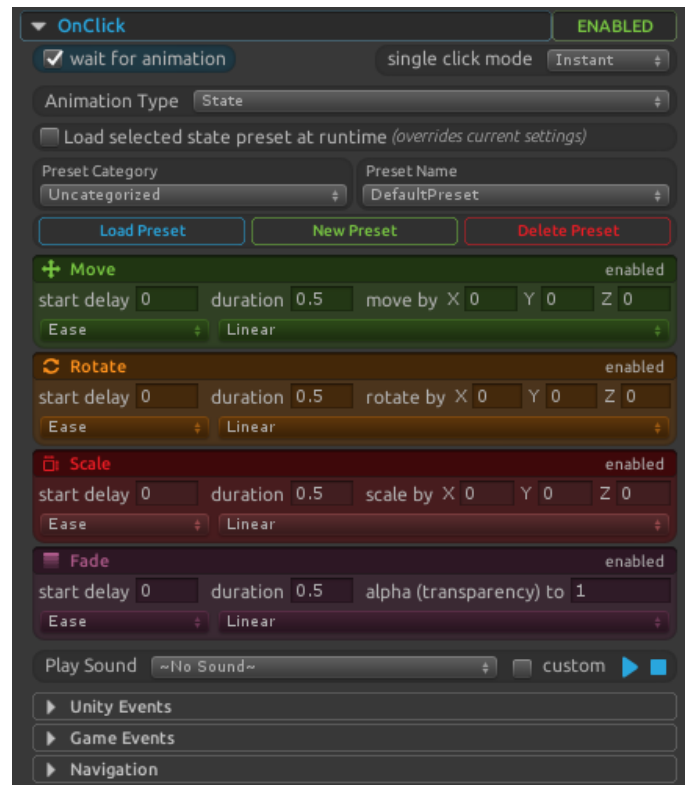 OnClick ENABLED
wait for animation single click mode Instant
Animation Type State
Load selected state preset at runtime (overrides current settings)
Preset Category Preset Name
Uncategorized DefaultPreset
Load Preset New Preset Delete Preset
Move enabled
start delay 0 duration 0.5 move by X 0 Y 0 Z 0
Ease Linear
Rotate enabled
start delay 0 duration 0.5 rotate by X 0 Y 0 Z 0
Ease Linear
Scale enabled
start delay 0 duration 0.5 scale by X 0 Y 0 Z 0
Ease Linear
Fade enabled
start delay 0 duration 0.5 alpha (transparency) to 1
Ease Linear
Play Sound ~No Sound~ custom
Unity Events
Game Events
Navigation